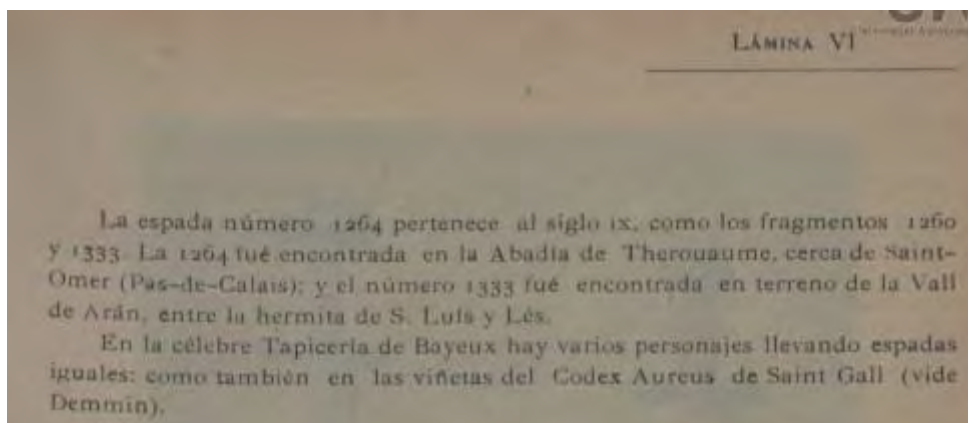 LÁMINA VI
La espada número 1264 pertenece al siglo IX, como los fragmentos 1260
y 1333. La 1264 fué encontrada en la Abadía de Therouaume, cerca de Saint-
Omer (Pas-de-Calais); y el número 1333 fué encontrada en terreno de la Vall
de Arán, entre la hermita de S. Luís y Lés.
En la célebre Tapicería de Bayeux hay varios personajes llevando espadas
iguales: como también en las viñetas del Codex Aureus de Saint Gall (vide
Demmin).